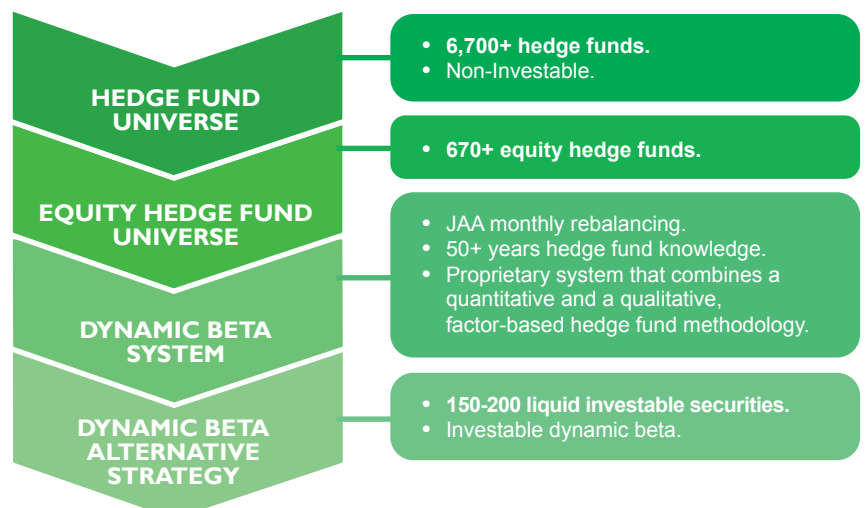 HEDGE FUND
UNIVERSE
• 6,700+ hedge funds.
• Non-Investable.
EQUITY HEDGE FUND
UNIVERSE
• 670+ equity hedge funds.
DYNAMIC BETA
SYSTEM
• JAA monthly rebalancing.
• 50+ years hedge fund knowledge.
• Proprietary system that combines a
quantitative and a qualitative,
factor-based hedge fund methodology.
DYNAMIC BETA
ALTERNATIVE
STRATEGY
• 150-200 liquid investable securities.
• Investable dynamic beta.